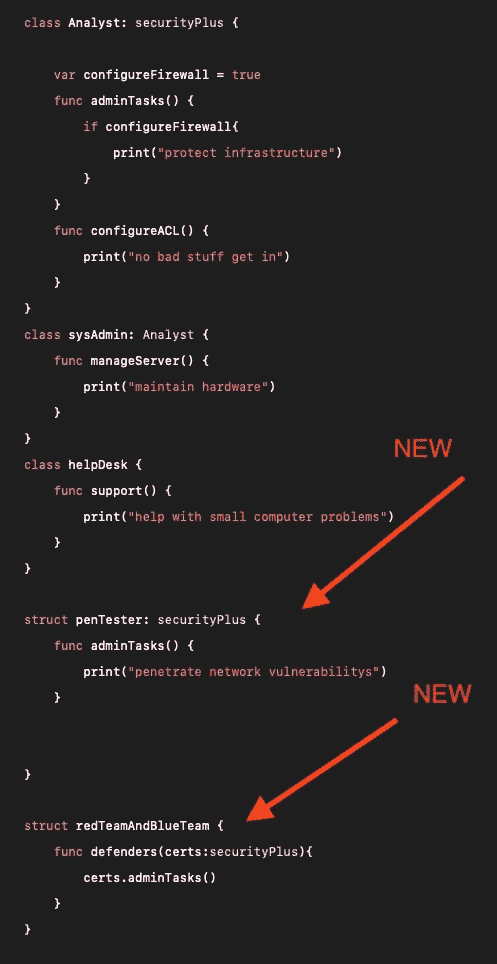 class Analyst: securityPlus {
var configureFirewall = true
func adminTasks() {
if configureFirewall{
print("protect infrastructure")
}
}
func configureACL() {
print("no bad stuff get in")
}
}
class sysAdmin: Analyst {
func manageServer() {
print("maintain hardware")
}
}
NEW
class helpDesk {
func support() {
print("help with small computer problems")
}
}
struct penTester: securityPlus {
func adminTasks() {
print("penetrate network vulnerabilitys")
}
NEW
}
struct redTeamAndBlueTeam {
func defenders(certs:securityPlus){
certs.adminTasks()
}
}